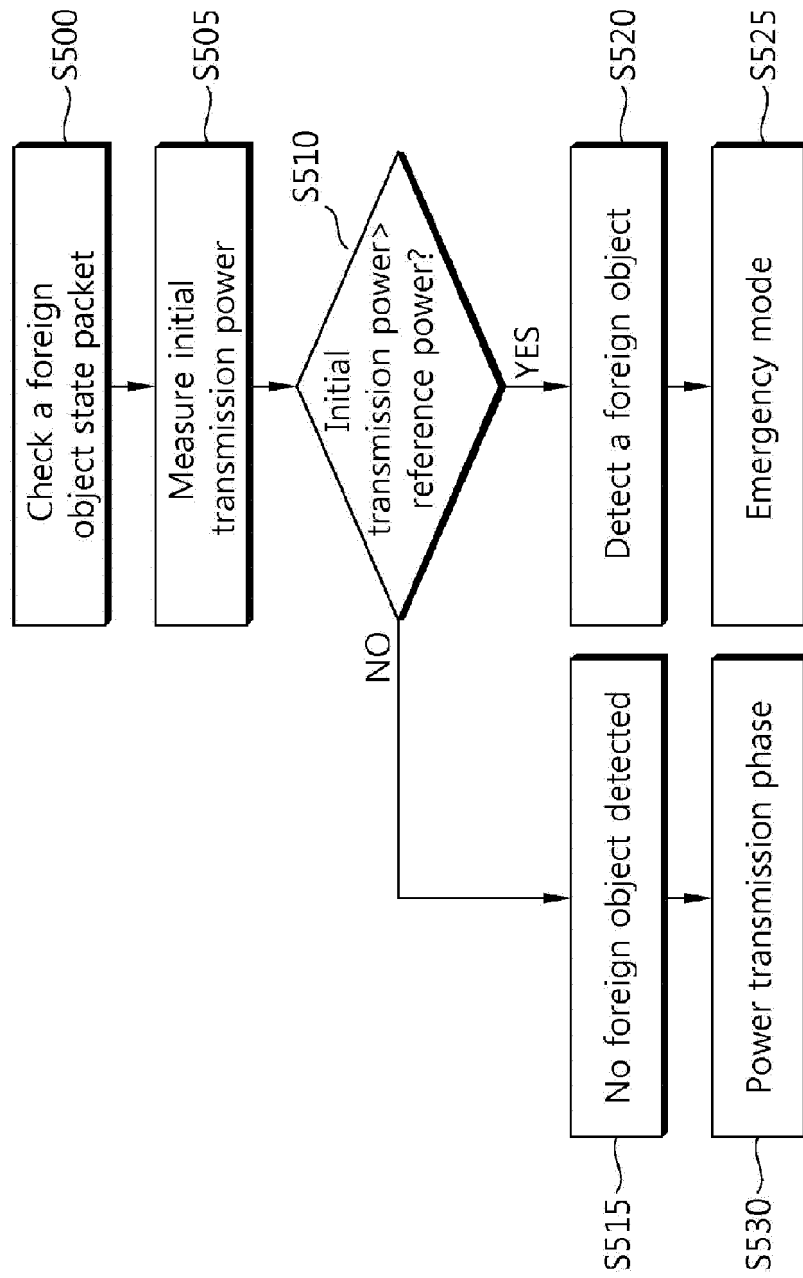 Check a foreign
object state packet
S500
Measure initial
transmission power
S505
S510
Initial
transmission power>
reference power?
NO
YES
No foreign object detected
S515
Detect a foreign object
S520
Power transmission phase
S530
Emergency mode
S525